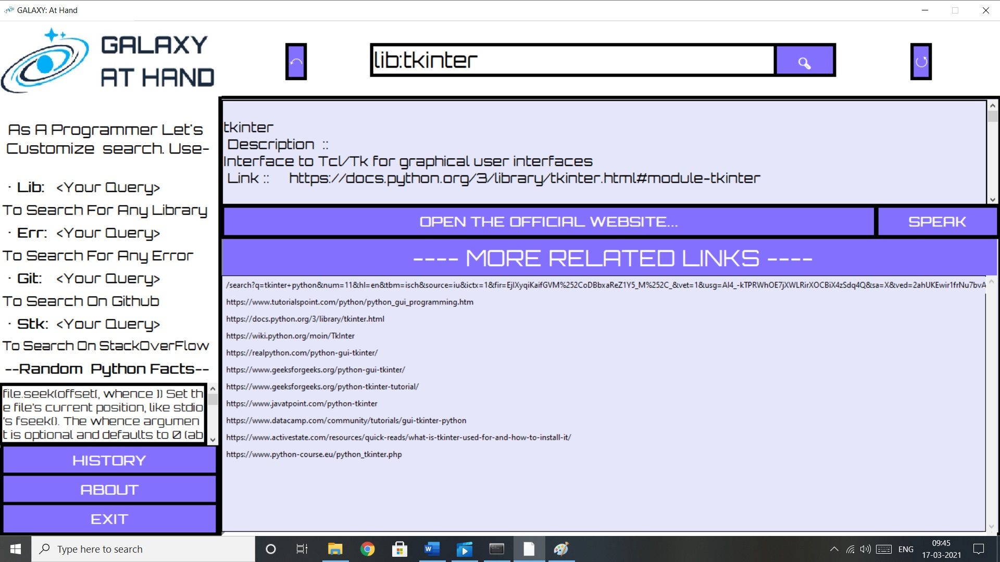 GALAXY: At Hand
GALAXY
AT HAND
lib:tkinter
As A Programmer Let's
Customize search. Use-
· Lib: <Your Query>
To Search For Any Library
· Err: <Your Query>
To Search For Any Error
· Git: <Your Query>
To Search On Github
· Stk: <Your Query>
To Search On StackOverFlow
--Random Python Facts--
file.seek(offset[, whence ]) Set th
e file's current position, like stdio
's fseek(). The whence argumen
t is optional and defaults to 0 (ab
HISTORY
ABOUT
EXIT
tkinter
Description ::
Interface to Tcl/Tk for graphical user interfaces
Link :: https://docs.python.org/3/library/tkinter.html#module-tkinter
OPEN THE OFFICIAL WEBSITE...
SPEAK
---- MORE RELATED LINKS ----
/search?q=tkinter+python&num=11&hl=en&tbm=isch&source=iu&ictx=1&fir=EjlXyqiKaifGVM%252CoDBbxaReZ1Y5_M%252C_&vet=1&usg=AI4_-kTPRWhOE7jXWLRirXOCBiX4zSdq4Q&sa=X&ved=2ahUKEwir1frNu7bvA
https://www.tutorialspoint.com/python/python_gui_programming.htm
https://docs.python.org/3/library/tkinter.html
https://wiki.python.org/moin/TkInter
https://realpython.com/python-gui-tkinter/
https://www.geeksforgeeks.org/python-gui-tkinter/
https://www.geeksforgeeks.org/python-tkinter-tutorial/
https://www.javatpoint.com/python-tkinter
https://www.datacamp.com/community/tutorials/gui-tkinter-python
https://www.activestate.com/resources/quick-reads/what-is-tkinter-used-for-and-how-to-install-it/
https://www.python-course.eu/python_tkinter.php
Type here to search
ENG
09:45
17-03-2021